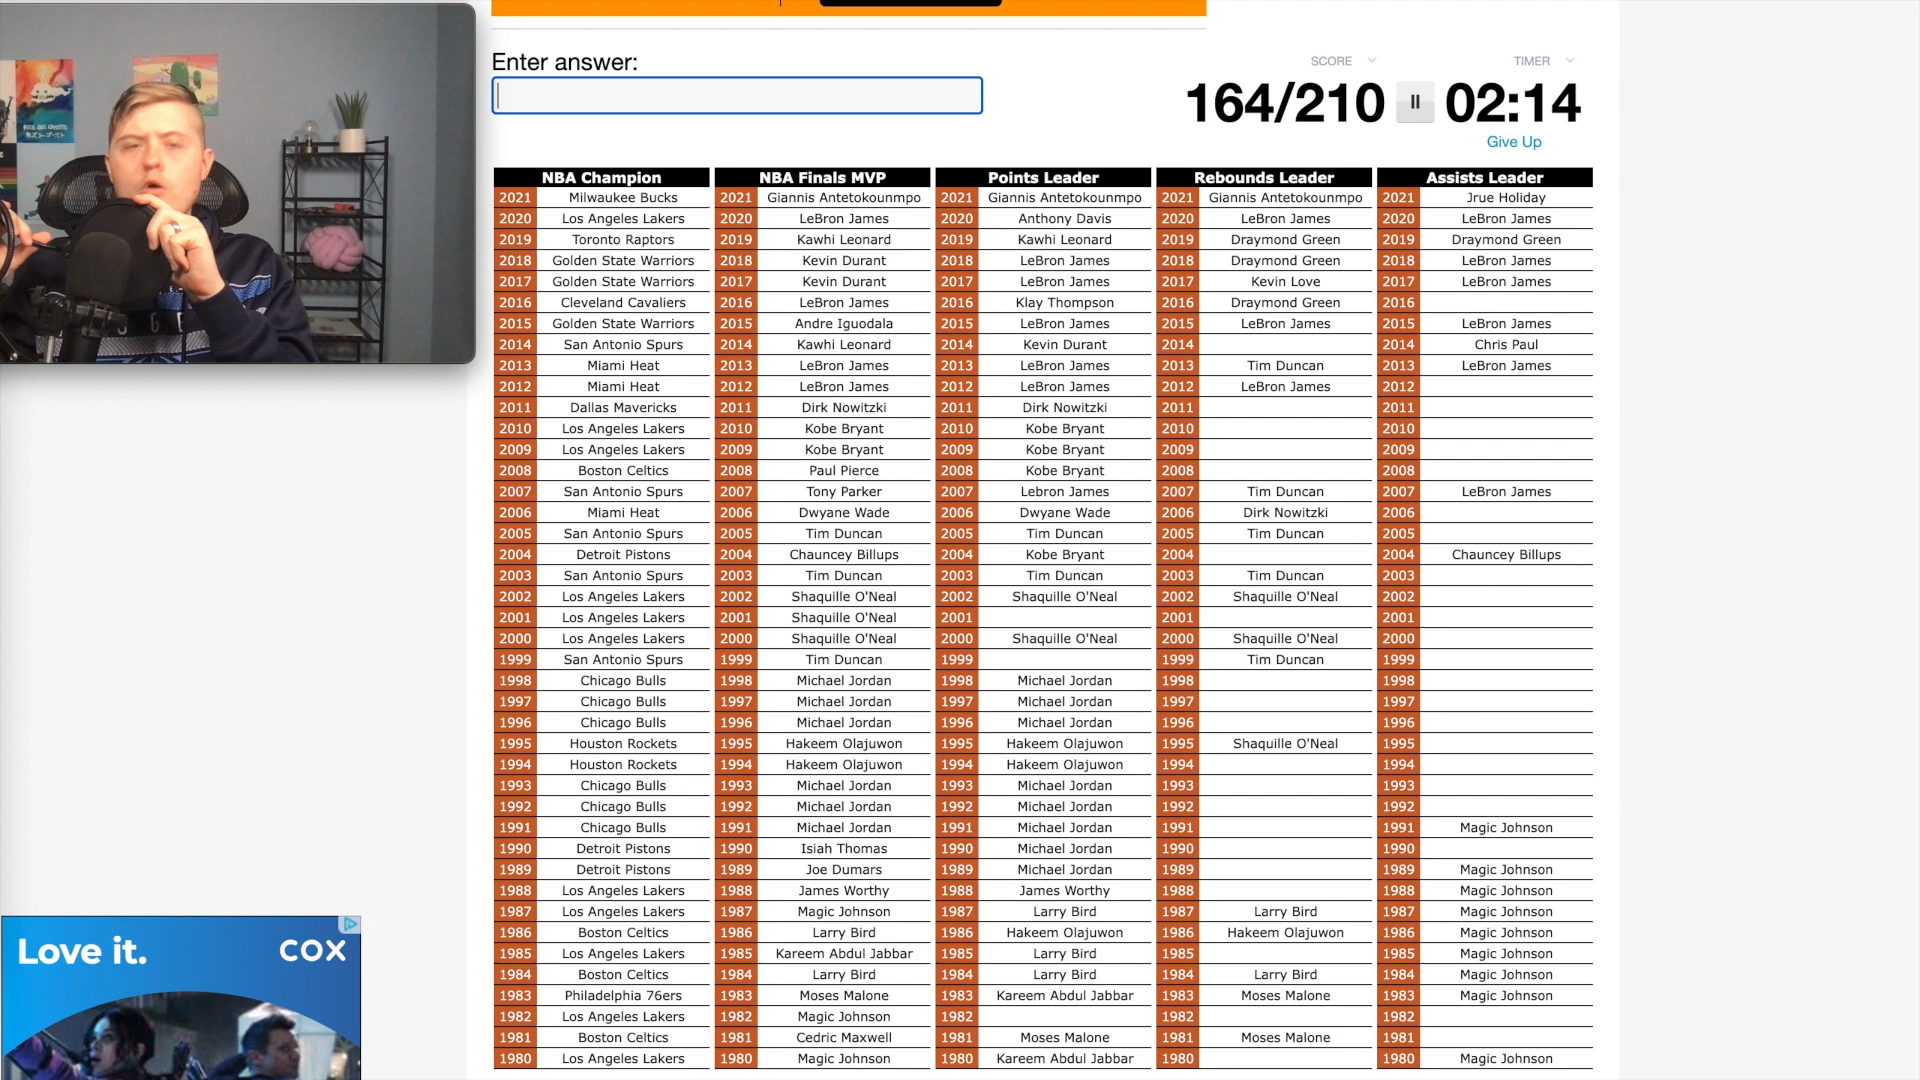 Enter answer:
SCORE
TIMER
164/210
02:14
Give Up
NBA Champion NBA Finals MVP Points Leader Rebounds Leader Assists Leader
2021 Milwaukee Bucks 2021 Giannis Antetokounmpo 2021 Giannis Antetokounmpo 2021 Giannis Antetokounmpo 2021 Jrue Holiday
2020 Los Angeles Lakers 2020 LeBron James 2020 Anthony Davis 2020 LeBron James 2020 LeBron James
2019 Toronto Raptors 2019 Kawhi Leonard 2019 Kawhi Leonard 2019 Draymond Green 2019 Draymond Green
2018 Golden State Warriors 2018 Kevin Durant 2018 LeBron James 2018 Draymond Green 2018 LeBron James
2017 Golden State Warriors 2017 Kevin Durant 2017 LeBron James 2017 Kevin Love 2017 LeBron James
2016 Cleveland Cavaliers 2016 LeBron James 2016 Klay Thompson 2016 Draymond Green 2016
2015 Golden State Warriors 2015 Andre Iguodala 2015 LeBron James 2015 LeBron James 2015 LeBron James
2014 San Antonio Spurs 2014 Kawhi Leonard 2014 Kevin Durant 2014 2014 Chris Paul
2013 Miami Heat 2013 LeBron James 2013 LeBron James 2013 Tim Duncan 2013 LeBron James
2012 Miami Heat 2012 LeBron James 2012 LeBron James 2012 LeBron James 2012
2011 Dallas Mavericks 2011 Dirk Nowitzki 2011 Dirk Nowitzki 2011 2011
2010 Los Angeles Lakers 2010 Kobe Bryant 2010 Kobe Bryant 2010 2010
2009 Los Angeles Lakers 2009 Kobe Bryant 2009 Kobe Bryant 2009 2009
2008 Boston Celtics 2008 Paul Pierce 2008 Kobe Bryant 2008 2008
2007 San Antonio Spurs 2007 Tony Parker 2007 Lebron James 2007 Tim Duncan 2007 LeBron James
2006 Miami Heat 2006 Dwyane Wade 2006 Dwyane Wade 2006 Dirk Nowitzki 2006
2005 San Antonio Spurs 2005 Tim Duncan 2005 Tim Duncan 2005 Tim Duncan 2005
2004 Detroit Pistons 2004 Chauncey Billups 2004 Kobe Bryant 2004 2004 Chauncey Billups
2003 San Antonio Spurs 2003 Tim Duncan 2003 Tim Duncan 2003 Tim Duncan 2003
2002 Los Angeles Lakers 2002 Shaquille O'Neal 2002 Shaquille O'Neal 2002 Shaquille O'Neal 2002
2001 Los Angeles Lakers 2001 Shaquille O'Neal 2001 2001 2001
2000 Los Angeles Lakers 2000 Shaquille O'Neal 2000 Shaquille O'Neal 2000 Shaquille O'Neal 2000
1999 San Antonio Spurs 1999 Tim Duncan 1999 1999 Tim Duncan 1999
1998 Chicago Bulls 1998 Michael Jordan 1998 Michael Jordan 1998 1998
1997 Chicago Bulls 1997 Michael Jordan 1997 Michael Jordan 1997 1997
1996 Chicago Bulls 1996 Michael Jordan 1996 Michael Jordan 1996 1996
1995 Houston Rockets 1995 Hakeem Olajuwon 1995 Hakeem Olajuwon 1995 Shaquille O'Neal 1995
1994 Houston Rockets 1994 Hakeem Olajuwon 1994 Hakeem Olajuwon 1994 1994
1993 Chicago Bulls 1993 Michael Jordan 1993 Michael Jordan 1993 1993
1992 Chicago Bulls 1992 Michael Jordan 1992 Michael Jordan 1992 1992
1991 Chicago Bulls 1991 Michael Jordan 1991 Michael Jordan 1991 1991 Magic Johnson
1990 Detroit Pistons 1990 Isiah Thomas 1990 Michael Jordan 1990 1990
1989 Detroit Pistons 1989 Joe Dumars 1989 Michael Jordan 1989 1989 Magic Johnson
1988 Los Angeles Lakers 1988 James Worthy 1988 James Worthy 1988 1988 Magic Johnson
1987 Los Angeles Lakers 1987 Magic Johnson 1987 Larry Bird 1987 Larry Bird 1987 Magic Johnson
1986 Boston Celtics 1986 Larry Bird 1986 Hakeem Olajuwon 1986 Hakeem Olajuwon 1986 Magic Johnson
1985 Los Angeles Lakers 1985 Kareem Abdul Jabbar 1985 Larry Bird 1985 1985 Magic Johnson
1984 Boston Celtics 1984 Larry Bird 1984 Larry Bird 1984 Larry Bird 1984 Magic Johnson
1983 Philadelphia 76ers 1983 Moses Malone 1983 Kareem Abdul Jabbar 1983 Moses Malone 1983 Magic Johnson
1982 Los Angeles Lakers 1982 Magic Johnson 1982 1982 1982
1981 Boston Celtics 1981 Cedric Maxwell 1981 Moses Malone 1981 Moses Malone 1981
1980 Los Angeles Lakers 1980 Magic Johnson 1980 Kareem Abdul Jabbar 1980 1980 Magic Johnson
Love it. COX